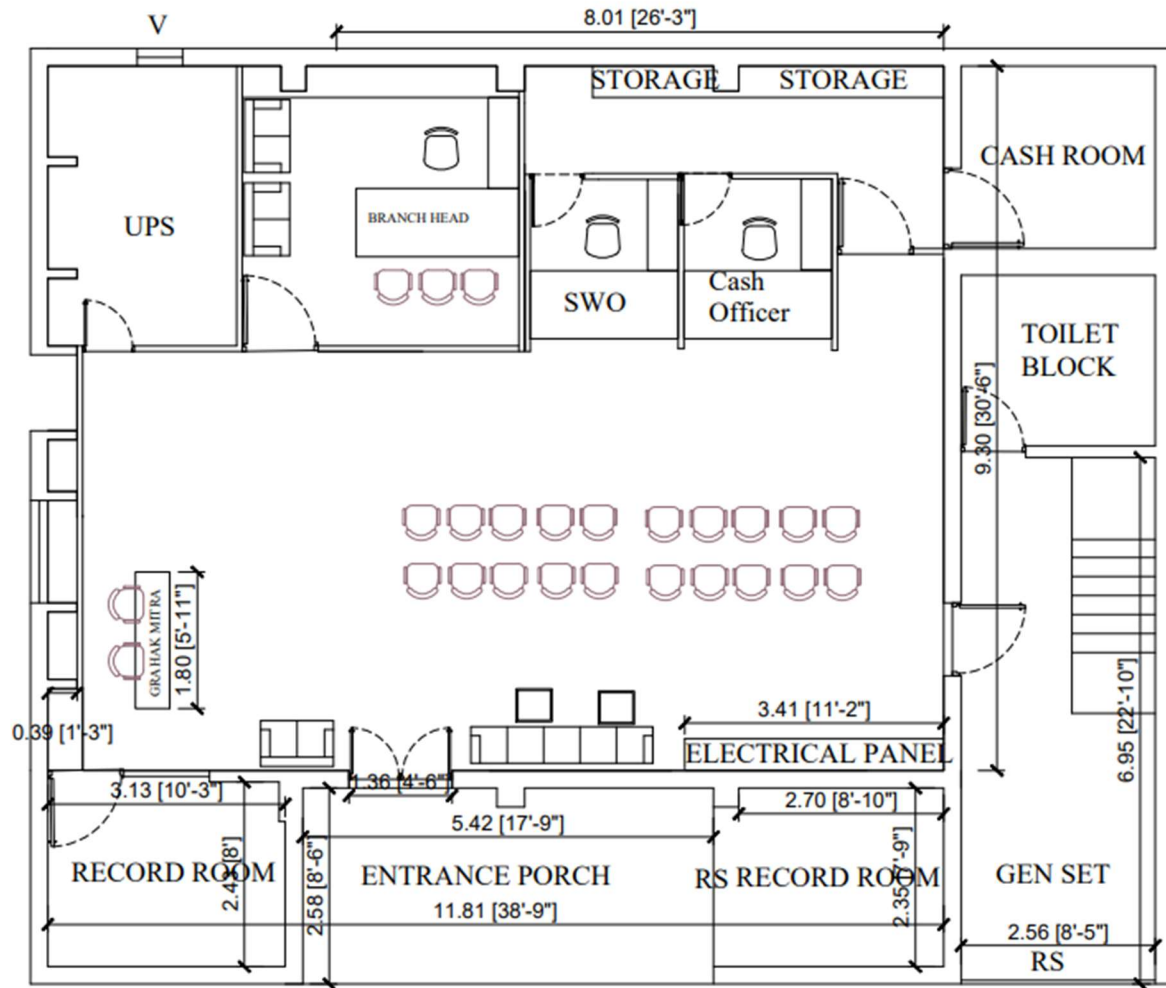 V
8.01 [26'-3"]
STORAGE
STORAGE
CASH ROOM
UPS
BRANCH HEAD
SWO
Cash
Officer
TOILET
BLOCK
9.30 [30'-6"]
GRAHAK MITRA
1.80 [5'-11"]
0.39 [1'-3"]
3.41 [11'-2"]
ELECTRICAL PANEL
6.95 [22'-10"]
3.13 [10'-3"]
1.36 [4'-6"]
2.70 [8'-10"]
5.42 [17'-9"]
RECORD ROOM
2.43 [8']
2.58 [8'-6"]
ENTRANCE PORCH
RS RECORD ROOM
GEN SET
11.81 [38'-9"]
2.56 [8'-5"]
RS